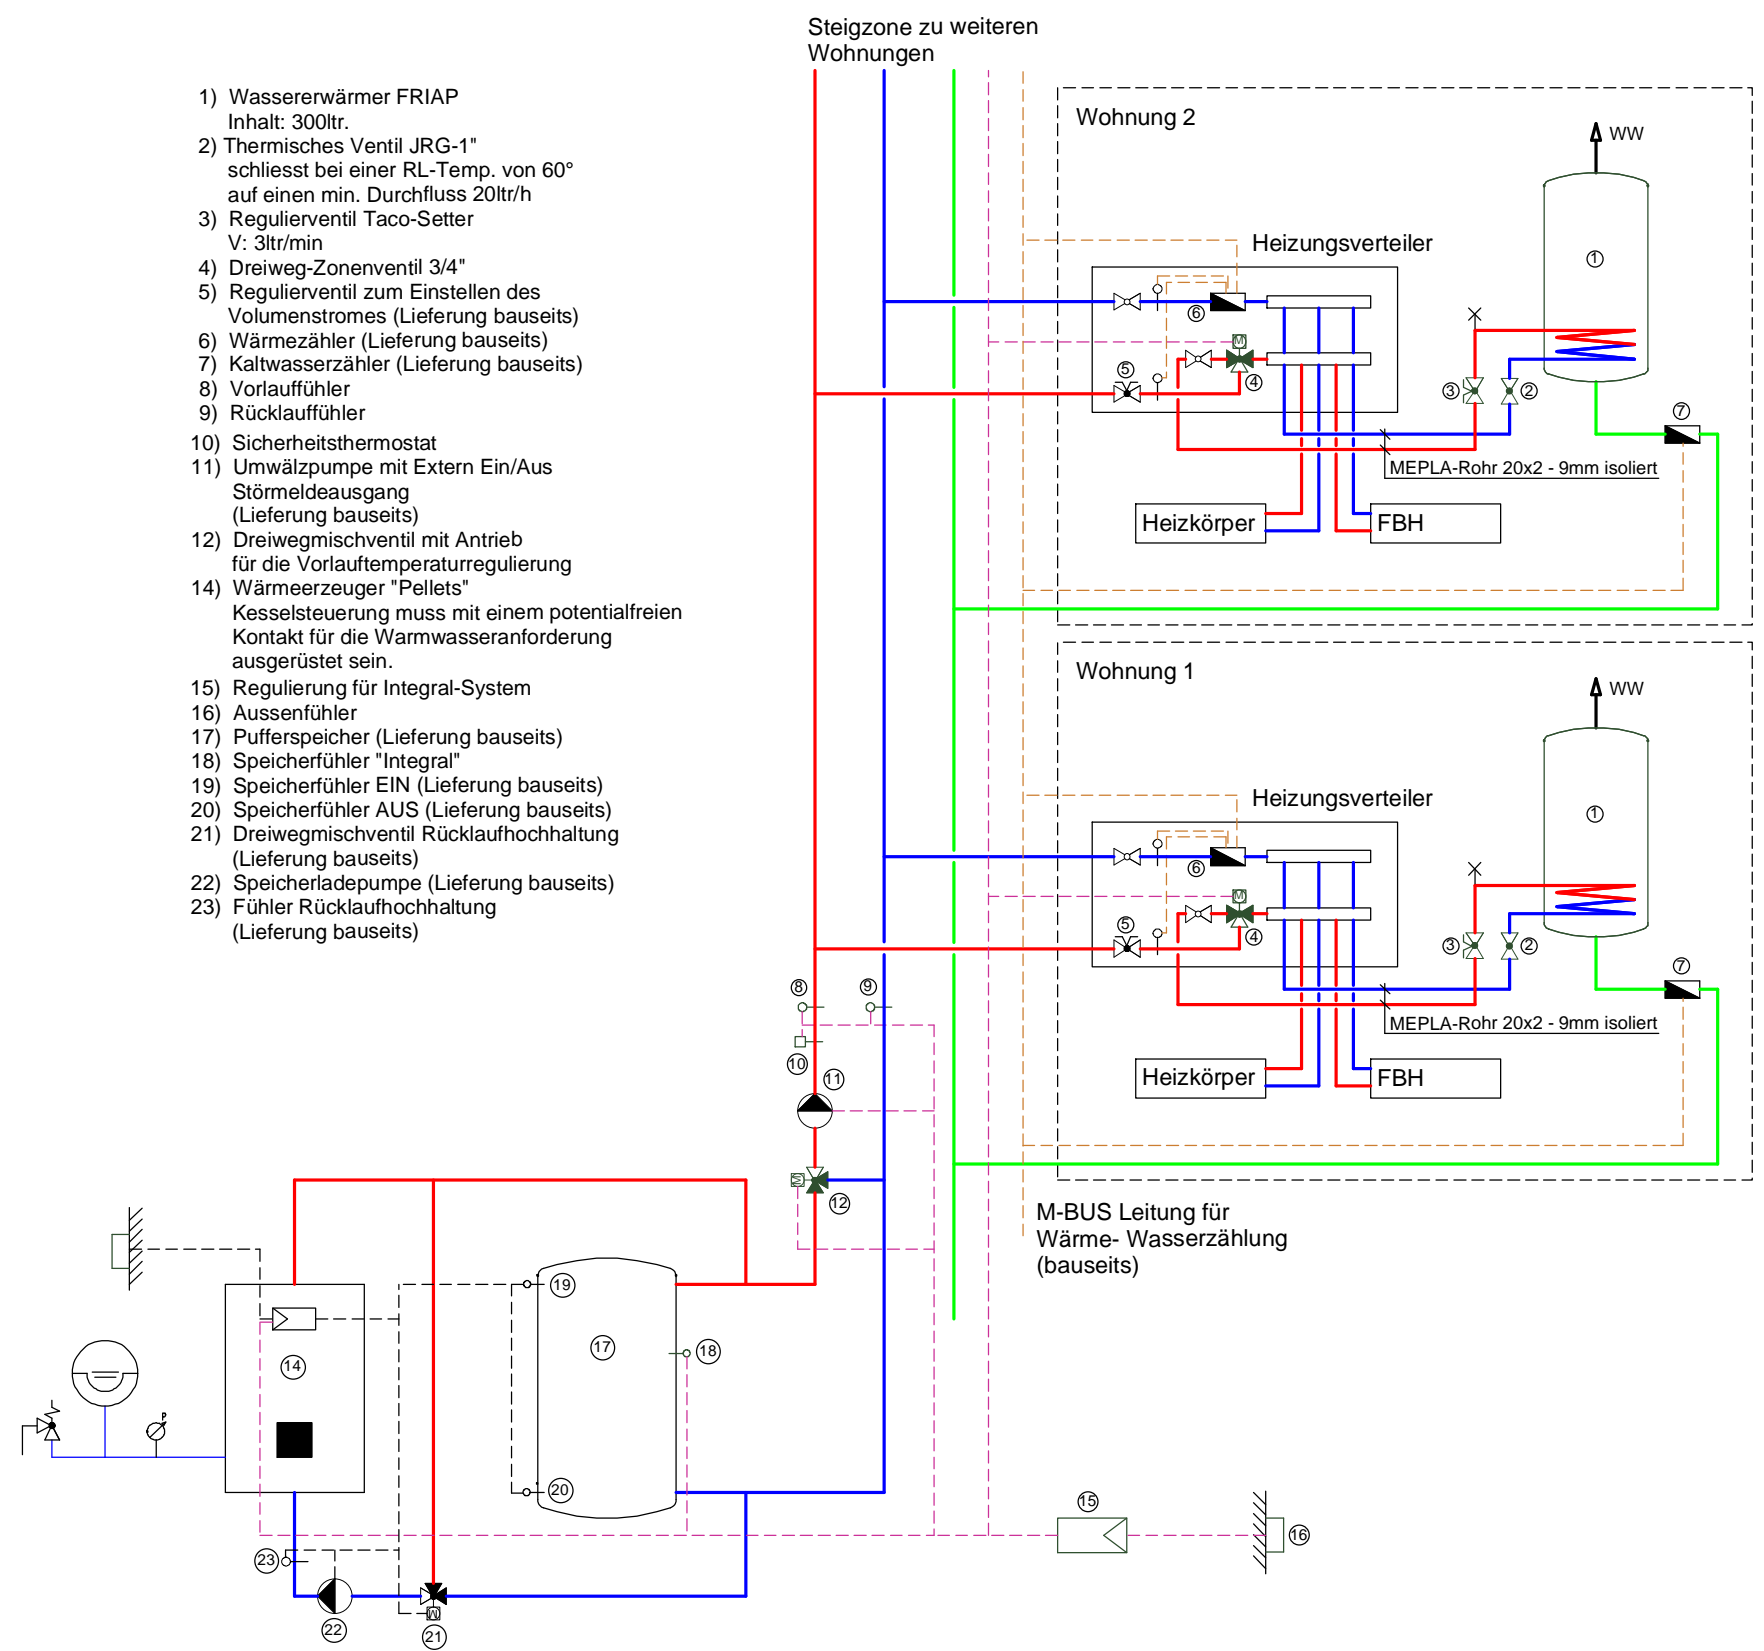 Steigzone zu weiteren
Wohnungen
1) Wassererwärmer FRIAP
Inhalt: 300ltr.
2) Thermisches Ventil JRG-1"
schliesst bei einer RL-Temp. von 60°
auf einen min. Durchfluss 20ltr/h
3) Regulierventil Taco-Setter
V: 3ltr/min
4) Dreiweg-Zonenventil 3/4"
5) Regulierventil zum Einstellen des
Volumenstromes (Lieferung bauseits)
6) Wärmezähler (Lieferung bauseits)
7) Kaltwasserzähler (Lieferung bauseits)
8) Vorlauffühler
9) Rücklauffühler
10) Sicherheitsthermostat
11) Umwälzpumpe mit Extern Ein/Aus
Störmeldeausgang
(Lieferung bauseits)
12) Dreiwegmischventil mit Antrieb
für die Vorlauftemperaturregulierung
14) Wärmeerzeuger "Pellets"
Kesselsteuerung muss mit einem potentialfreien
Kontakt für die Warmwasseranforderung
ausgerüstet sein.
15) Regulierung für Integral-System
16) Aussenfühler
17) Pufferspeicher (Lieferung bauseits)
18) Speicherfühler "Integral"
19) Speicherfühler EIN (Lieferung bauseits)
20) Speicherfühler AUS (Lieferung bauseits)
21) Dreiwegmischventil Rücklaufhochhaltung
(Lieferung bauseits)
22) Speicherladepumpe (Lieferung bauseits)
23) Fühler Rücklaufhochhaltung
(Lieferung bauseits)
Wohnung 2
WW
Heizungsverteiler
1
6
M
5
4
3
2
7
MEPLA-Rohr 20x2 - 9mm isoliert
Heizkörper
FBH
Wohnung 1
WW
Heizungsverteiler
1
6
M
5
4
3
2
7
MEPLA-Rohr 20x2 - 9mm isoliert
Heizkörper
FBH
8
9
10
11
M
12
M-BUS Leitung für
Wärme- Wasserzählung
(bauseits)
19
17
18
14
P
20
15
16
23
22
M
21